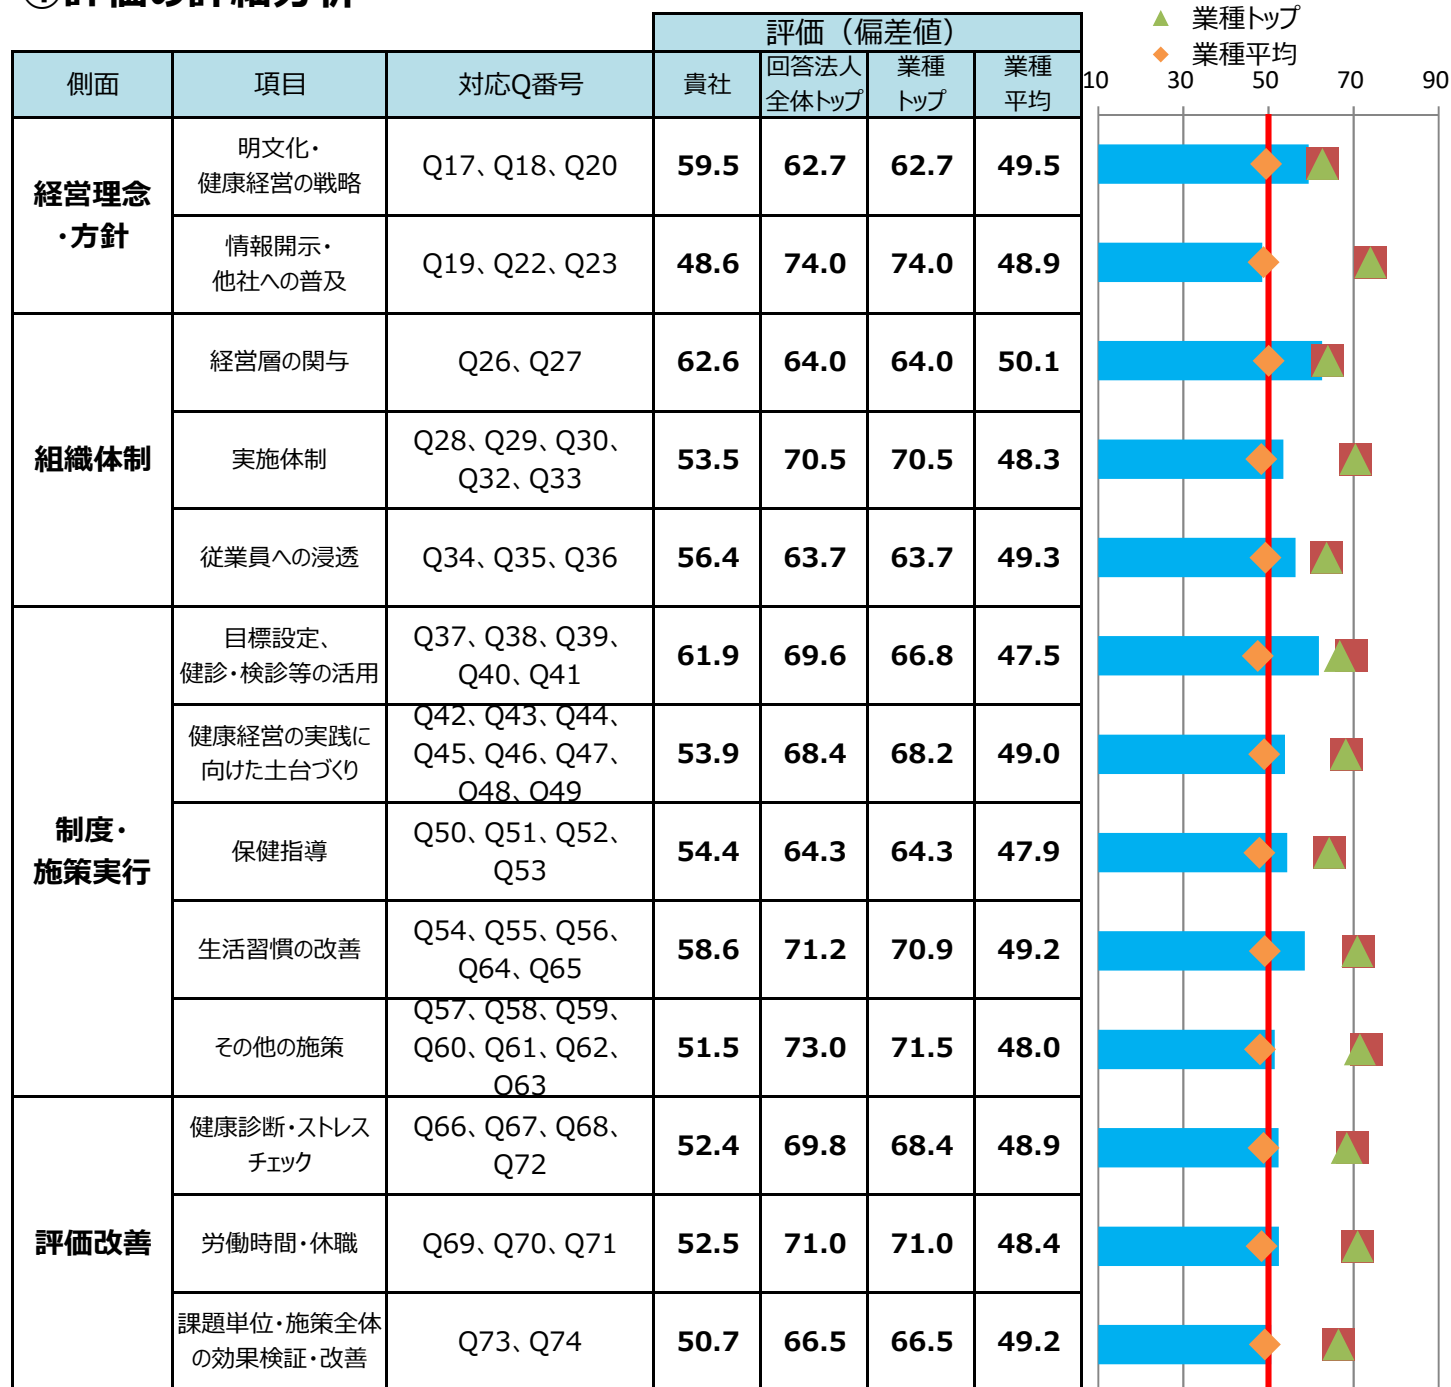 ①評価の詳細分析
▲ 業種トップ
◆ 業種平均
評価（偏差値）
側面 項目 対応Q番号 貴社 回答法人 業種 業種
全体トップ トップ 平均
10 30 50 70 90
経営理念
・方針
明文化・
健康経営の戦略
Q17、Q18、Q20 59.5 62.7 62.7 49.5
情報開示・
他社への普及
Q19、Q22、Q23 48.6 74.0 74.0 48.9
組織体制
経営層の関与 Q26、Q27 62.6 64.0 64.0 50.1
実施体制
Q28、Q29、Q30、
Q32、Q33
53.5 70.5 70.5 48.3
従業員への浸透 Q34、Q35、Q36 56.4 63.7 63.7 49.3
制度・
施策実行
目標設定、
健診・検診等の活用
Q37、Q38、Q39、
Q40、Q41
61.9 69.6 66.8 47.5
健康経営の実践に
向けた土台づくり
Q42、Q43、Q44、
Q45、Q46、Q47、
Q48、Q49
53.9 68.4 68.2 49.0
保健指導
Q50、Q51、Q52、
Q53
54.4 64.3 64.3 47.9
生活習慣の改善
Q54、Q55、Q56、
Q64、Q65
58.6 71.2 70.9 49.2
その他の施策
Q57、Q58、Q59、
Q60、Q61、Q62、
Q63
51.5 73.0 71.5 48.0
評価改善
健康診断・ストレス
チェック
Q66、Q67、Q68、
Q72
52.4 69.8 68.4 48.9
労働時間・休職 Q69、Q70、Q71 52.5 71.0 71.0 48.4
課題単位・施策全体
の効果検証・改善
Q73、Q74 50.7 66.5 66.5 49.2